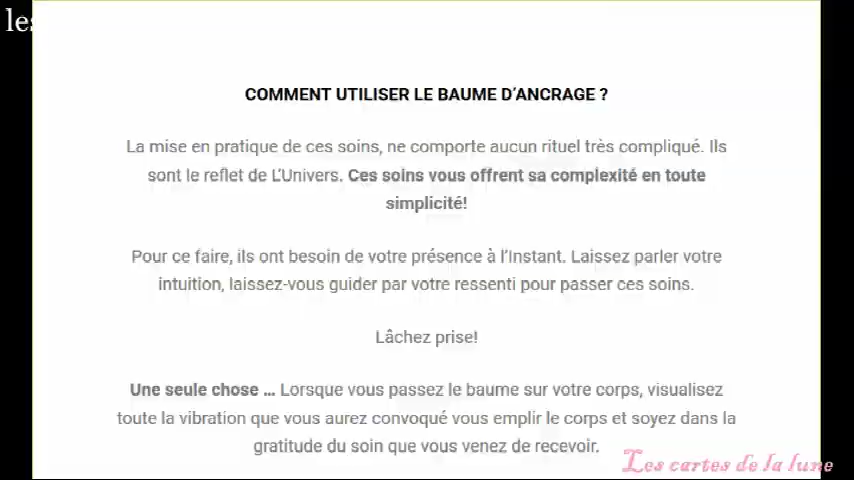 les
COMMENT UTILISER LE BAUME D’ANCRAGE ?
La mise en pratique de ces soins, ne comporte aucun rituel très compliqué. Ils
sont le reflet de L’Univers. Ces soins vous offrent sa complexité en toute
simplicité!
Pour ce faire, ils ont besoin de votre présence à l’Instant. Laissez parler votre
intuition, laissez-vous guider par votre ressenti pour passer ces soins.
Lâchez prise!
Une seule chose ... Lorsque vous passez le baume sur votre corps, visualisez
toute la vibration que vous aurez convoqué vous emplir le corps et soyez dans la
gratitude du soin que vous venez de recevoir.
Les cartes de la lune